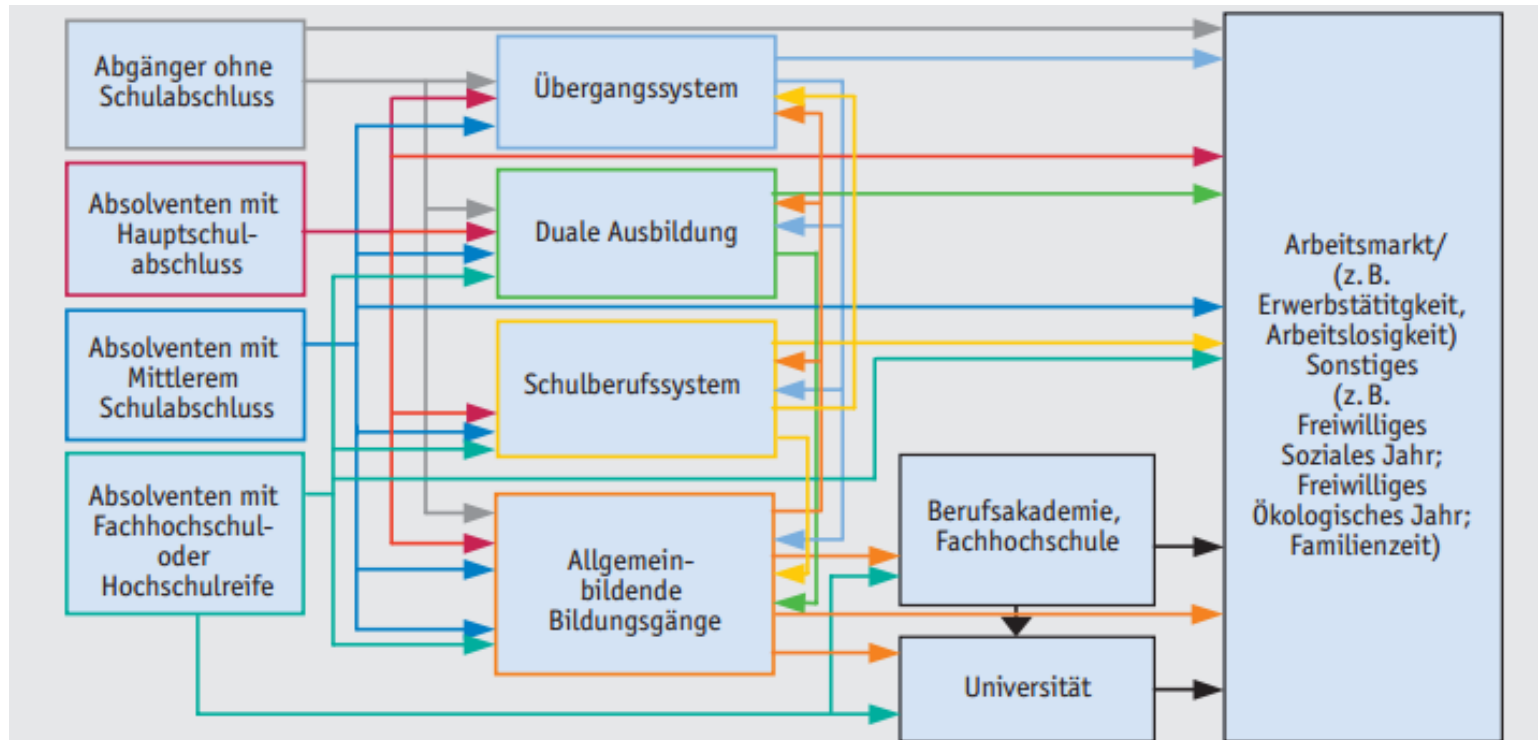 Abgänger ohne
Schulabschluss
Absolventen mit
Hauptschul-
abschluss
Absolventen mit
Mittlerem
Schulabschluss
Absolventen mit
Fachhochschul-
oder
Hochschulreife
Übergangssystem
Duale Ausbildung
Schulberufssystem
Allgemein-
bildende
Bildungsgänge
Berufsakademie,
Fachhochschule
Universität
Arbeitsmarkt/
(z. B.
Erwerbstätitgkeit,
Arbeitslosigkeit)
Sonstiges
(z. B.
Freiwilliges
Soziales Jahr;
Freiwilliges
Ökologisches Jahr;
Familienzeit)